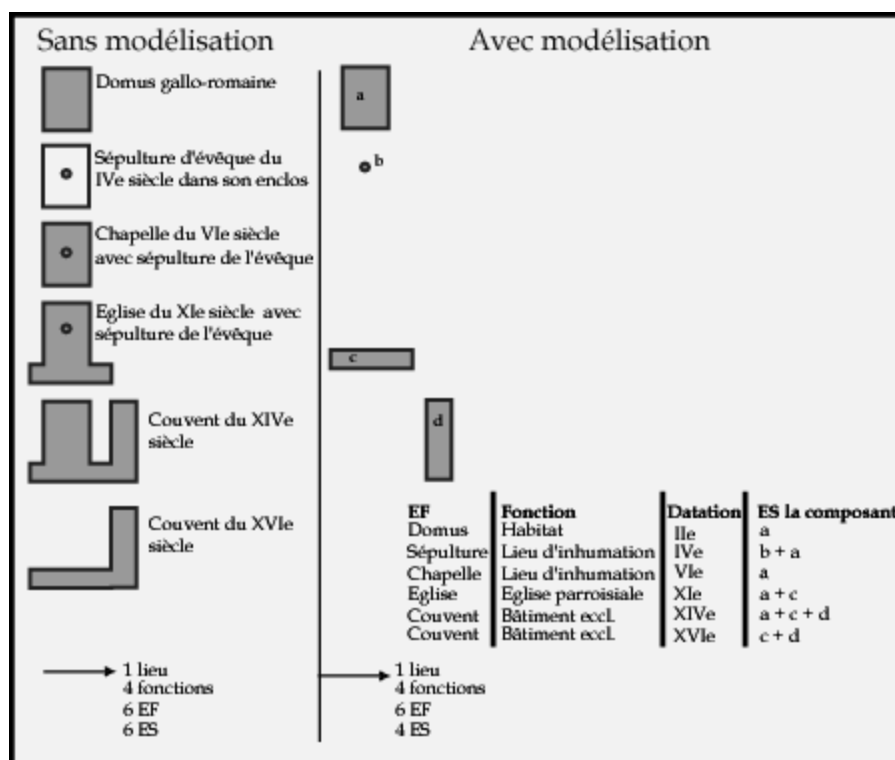 Sans modélisation
Avec modélisation
Domus gallo-romaine
a
Sépulture d'évêque du
IVe siècle dans son enclos
b
Chapelle du VIe siècle
avec sépulture de l'évêque
Eglise du XIe siècle avec
sépulture de l'évêque
c
Couvent du XIVe
siècle
d
Couvent du XVIe
siècle
EF Fonction Datation ES la composant
Domus Habitat IIe a
Sépulture Lieu d'inhumation IVe b + a
Chapelle Lieu d'inhumation VIe a
Eglise Eglise parroisiale XIe a + c
Couvent Bâtiment eccl. XIVe a + c + d
Couvent Bâtiment eccl. XVIe c + d
1 lieu
4 fonctions
6 EF
6 ES
1 lieu
4 fonctions
6 EF
4 ES